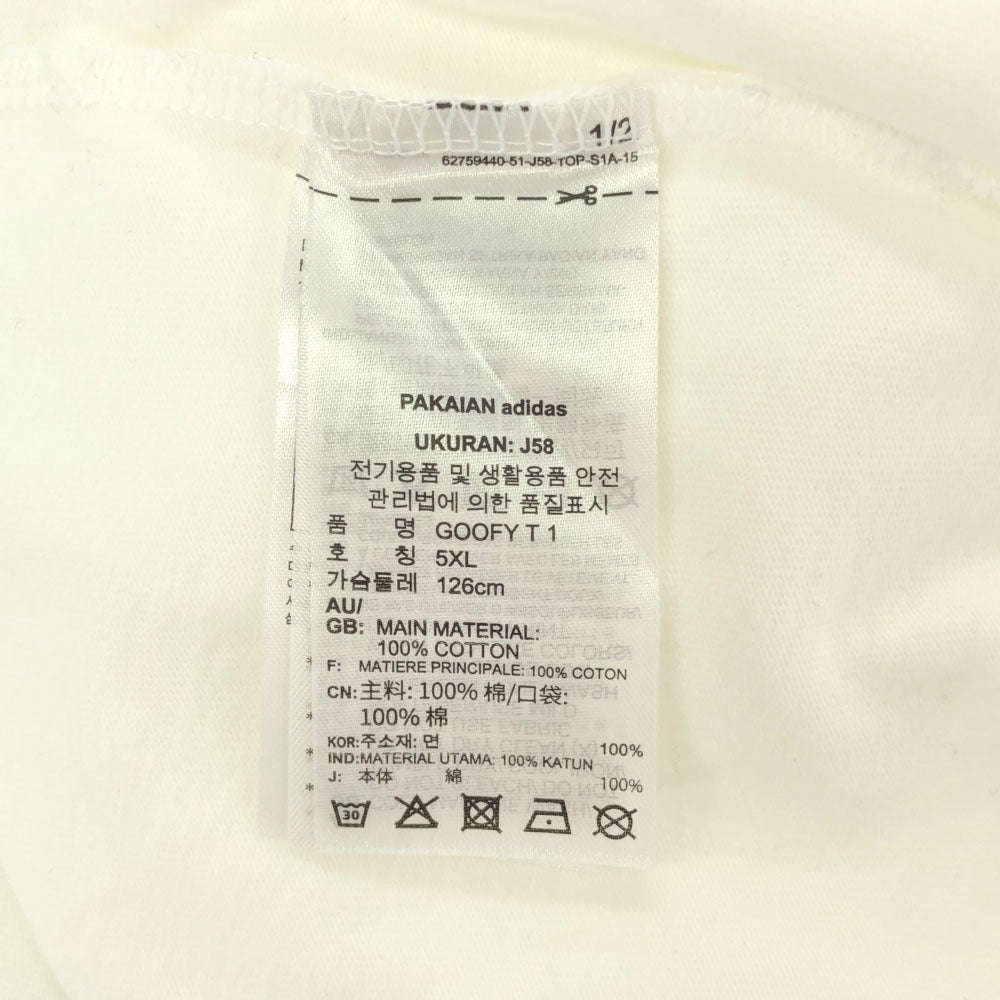 1/2
62759440-51-J58-TOP-S1A-15
PAKAIAN adidas
UKURAN: J58
전기용품 및 생활용품 안전
관리법에 의한 품질표시
품 명 GOOFY T 1
호 칭 5XL
가슴둘레 126cm
AU/
GB: MAIN MATERIAL:
100% COTTON
F: MATIERE PRINCIPALE: 100% COTON
CN: 主料: 100% 棉/口袋:
100% 棉
KOR:주소재: 면 100%
IND:MATERIAL UTAMA: 100% KATUN
J: 本体 綿 100%
30